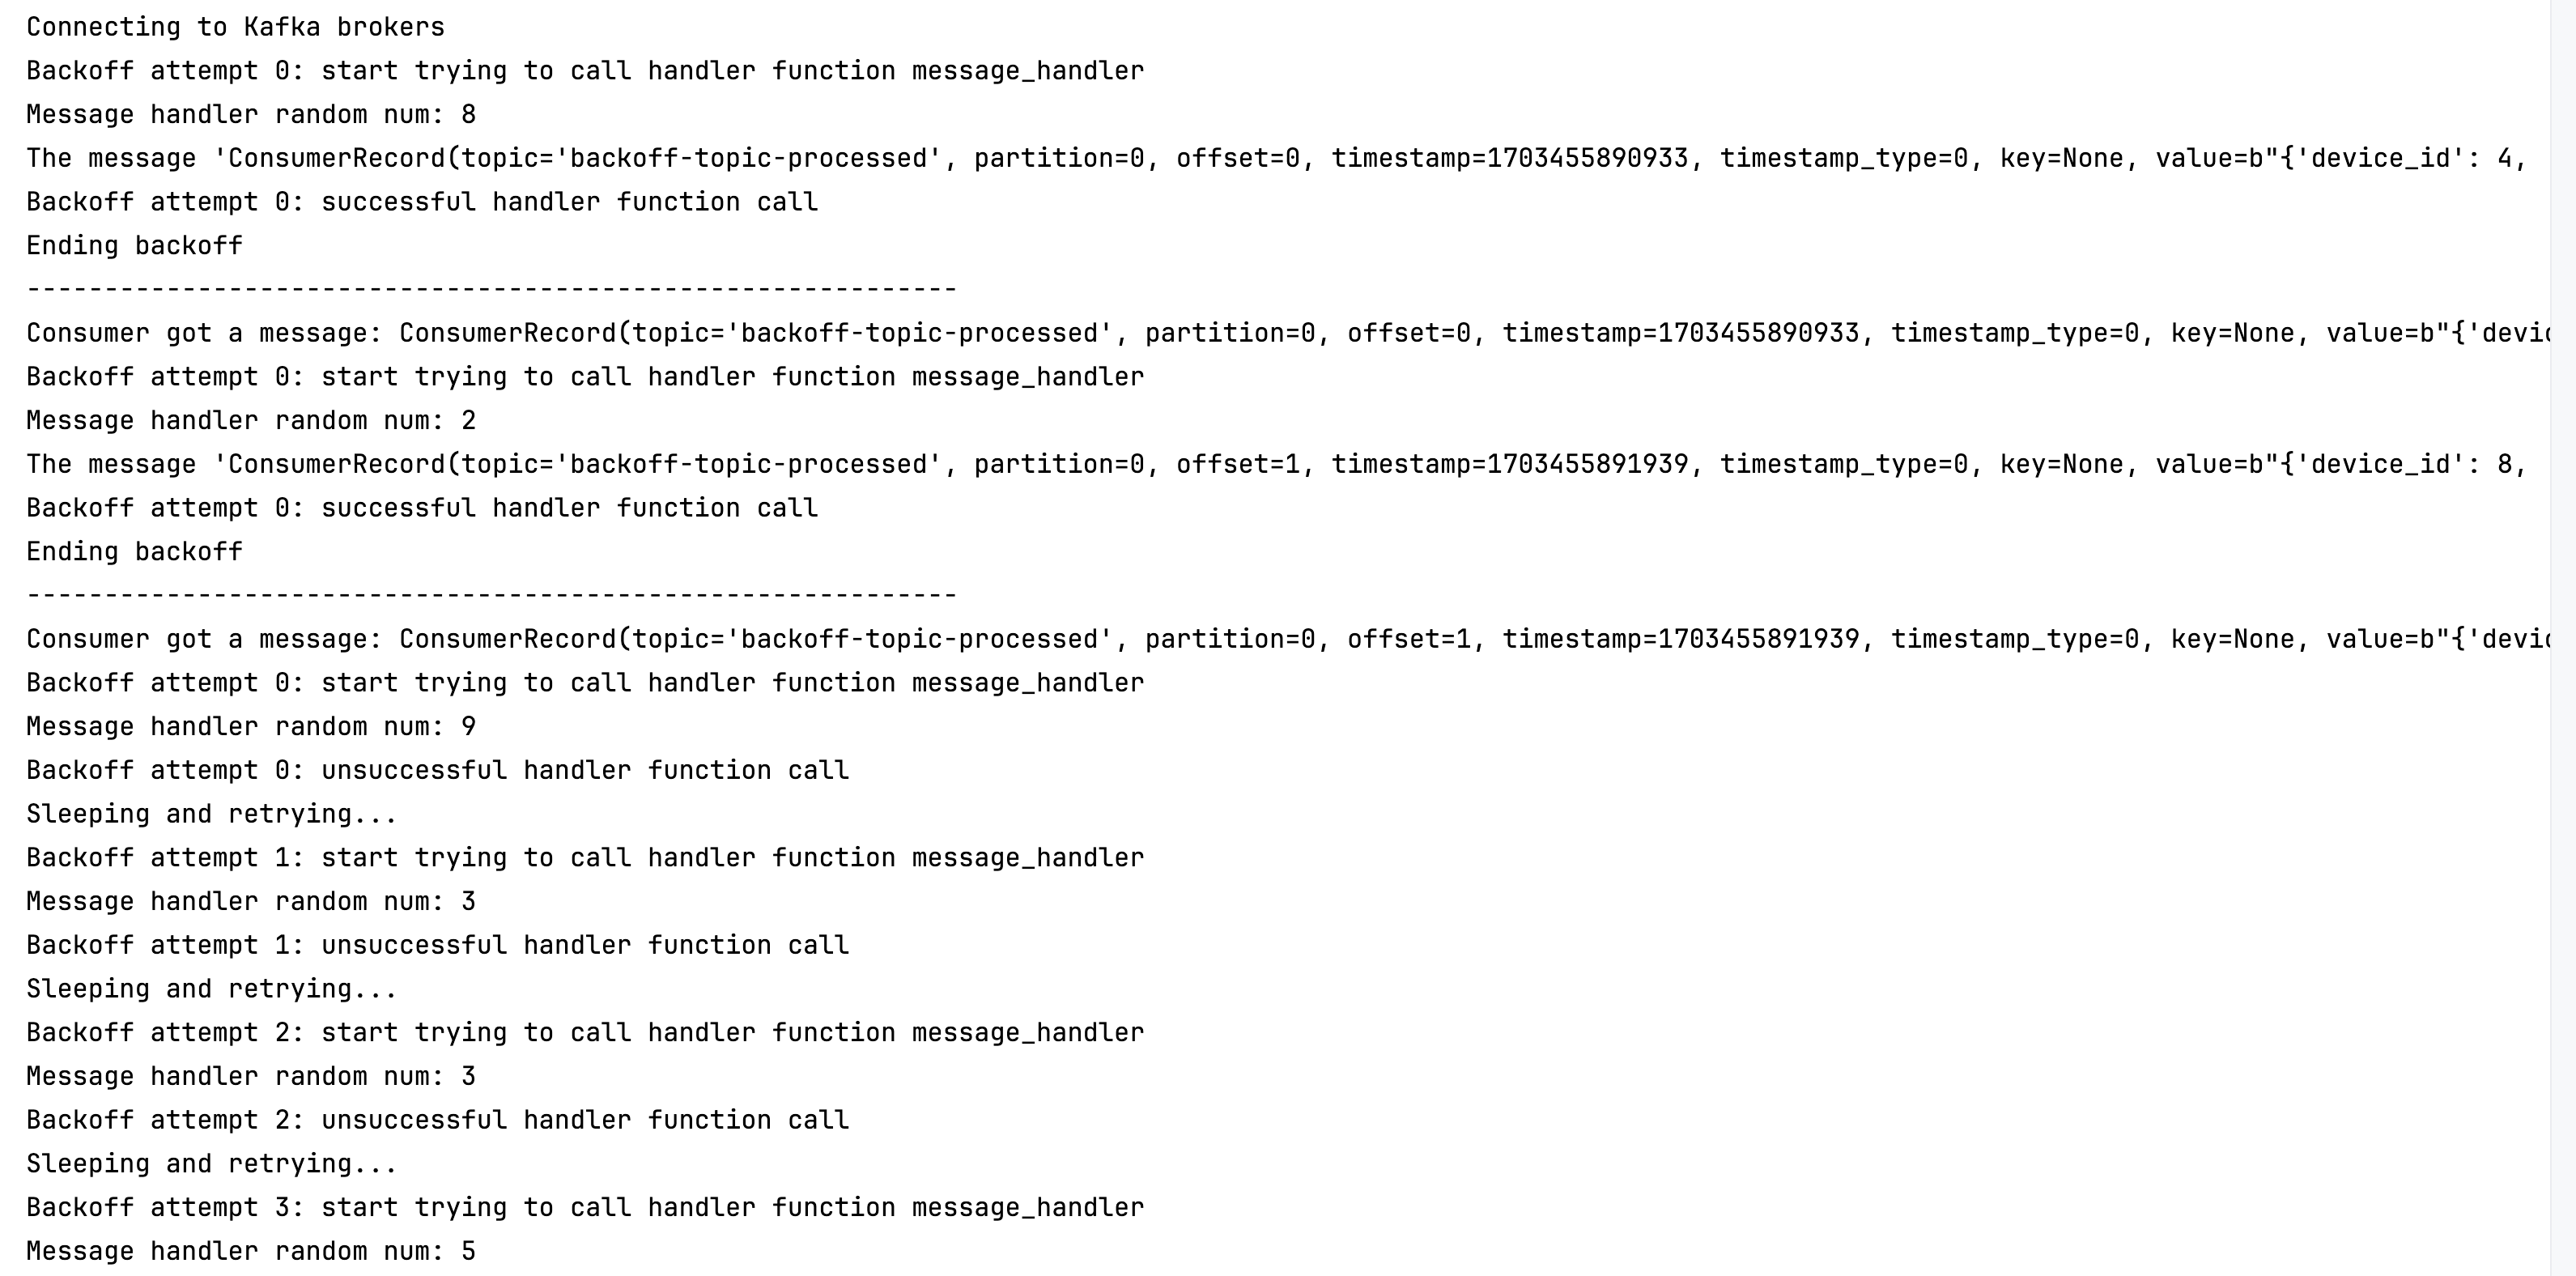 Connecting to Kafka brokers
Backoff attempt 0: start trying to call handler function message_handler
Message handler random num: 8
The message 'ConsumerRecord(topic='backoff-topic-processed', partition=0, offset=0, timestamp=1703455890933, timestamp_type=0, key=None, value=b"{'device_id': 4,
Backoff attempt 0: successful handler function call
Ending backoff
------------------------------------------------------------
Consumer got a message: ConsumerRecord(topic='backoff-topic-processed', partition=0, offset=0, timestamp=1703455890933, timestamp_type=0, key=None, value=b"{'devic
Backoff attempt 0: start trying to call handler function message_handler
Message handler random num: 2
The message 'ConsumerRecord(topic='backoff-topic-processed', partition=0, offset=1, timestamp=1703455891939, timestamp_type=0, key=None, value=b"{'device_id': 8,
Backoff attempt 0: successful handler function call
Ending backoff
------------------------------------------------------------
Consumer got a message: ConsumerRecord(topic='backoff-topic-processed', partition=0, offset=1, timestamp=1703455891939, timestamp_type=0, key=None, value=b"{'devic
Backoff attempt 0: start trying to call handler function message_handler
Message handler random num: 9
Backoff attempt 0: unsuccessful handler function call
Sleeping and retrying...
Backoff attempt 1: start trying to call handler function message_handler
Message handler random num: 3
Backoff attempt 1: unsuccessful handler function call
Sleeping and retrying...
Backoff attempt 2: start trying to call handler function message_handler
Message handler random num: 3
Backoff attempt 2: unsuccessful handler function call
Sleeping and retrying...
Backoff attempt 3: start trying to call handler function message_handler
Message handler random num: 5